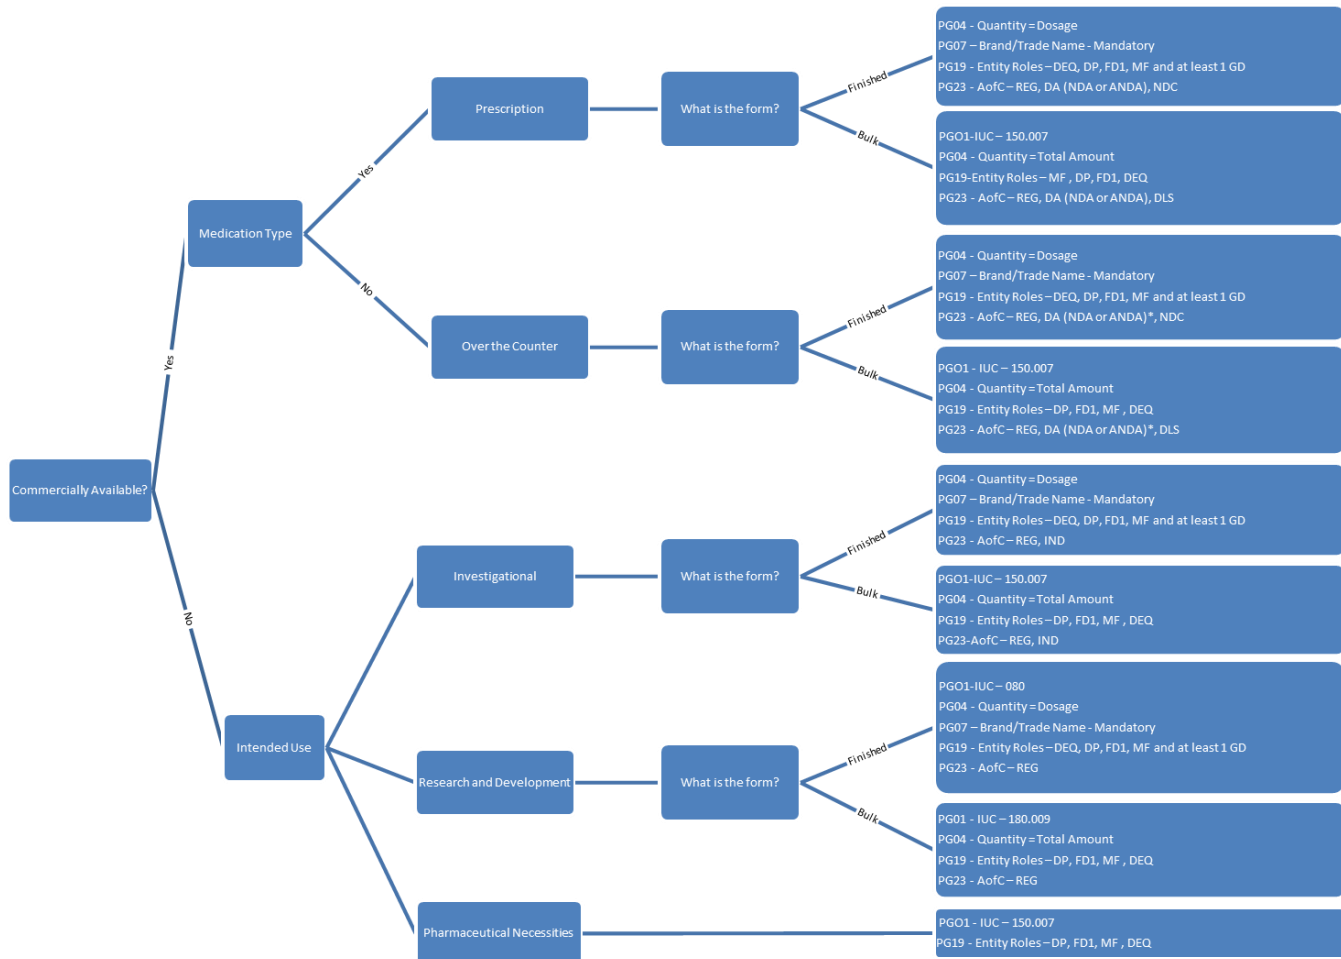 Commercially Available?
Yes
No
Medication Type
Yes
No
Prescription
What is the form?
Finished
Bulk
PG04 - Quantity = Dosage
PG07 – Brand/Trade Name - Mandatory
PG19 - Entity Roles – DEQ, DP, FD1, MF and at least 1 GD
PG23 - AofC – REG, DA (NDA or ANDA), NDC
PGO1-IUC – 150.007
PG04 - Quantity = Total Amount
PG19-Entity Roles – MF , DP, FD1, DEQ
PG23 - AofC – REG, DA (NDA or ANDA), DLS
Over the Counter
What is the form?
Finished
Bulk
PG04 - Quantity = Dosage
PG07 – Brand/Trade Name - Mandatory
PG19 - Entity Roles – DEQ, DP, FD1, MF and at least 1 GD
PG23 - AofC – REG, DA (NDA or ANDA)*, NDC
PGO1 - IUC – 150.007
PG04 - Quantity = Total Amount
PG19 - Entity Roles – DP, FD1, MF , DEQ
PG23 - AofC – REG, DA (NDA or ANDA)*, DLS
Intended Use
Investigational
What is the form?
Finished
Bulk
PG04 - Quantity = Dosage
PG07 – Brand/Trade Name - Mandatory
PG19 - Entity Roles – DEQ, DP, FD1, MF and at least 1 GD
PG23 - AofC – REG, IND
PGO1-IUC – 150.007
PG04 - Quantity = Total Amount
PG19 - Entity Roles – DP, FD1, MF , DEQ
PG23-AofC – REG, IND
Research and Development
What is the form?
Finished
Bulk
PGO1-IUC – 080
PG04 - Quantity = Dosage
PG07 – Brand/Trade Name - Mandatory
PG19 - Entity Roles – DEQ, DP, FD1, MF and at least 1 GD
PG23 - AofC – REG
PG01 - IUC – 180.009
PG04 - Quantity = Total Amount
PG19 - Entity Roles – DP, FD1, MF , DEQ
PG23 - AofC – REG
Pharmaceutical Necessities
PGO1 - IUC – 150.007
PG19 - Entity Roles – DP, FD1, MF , DEQ